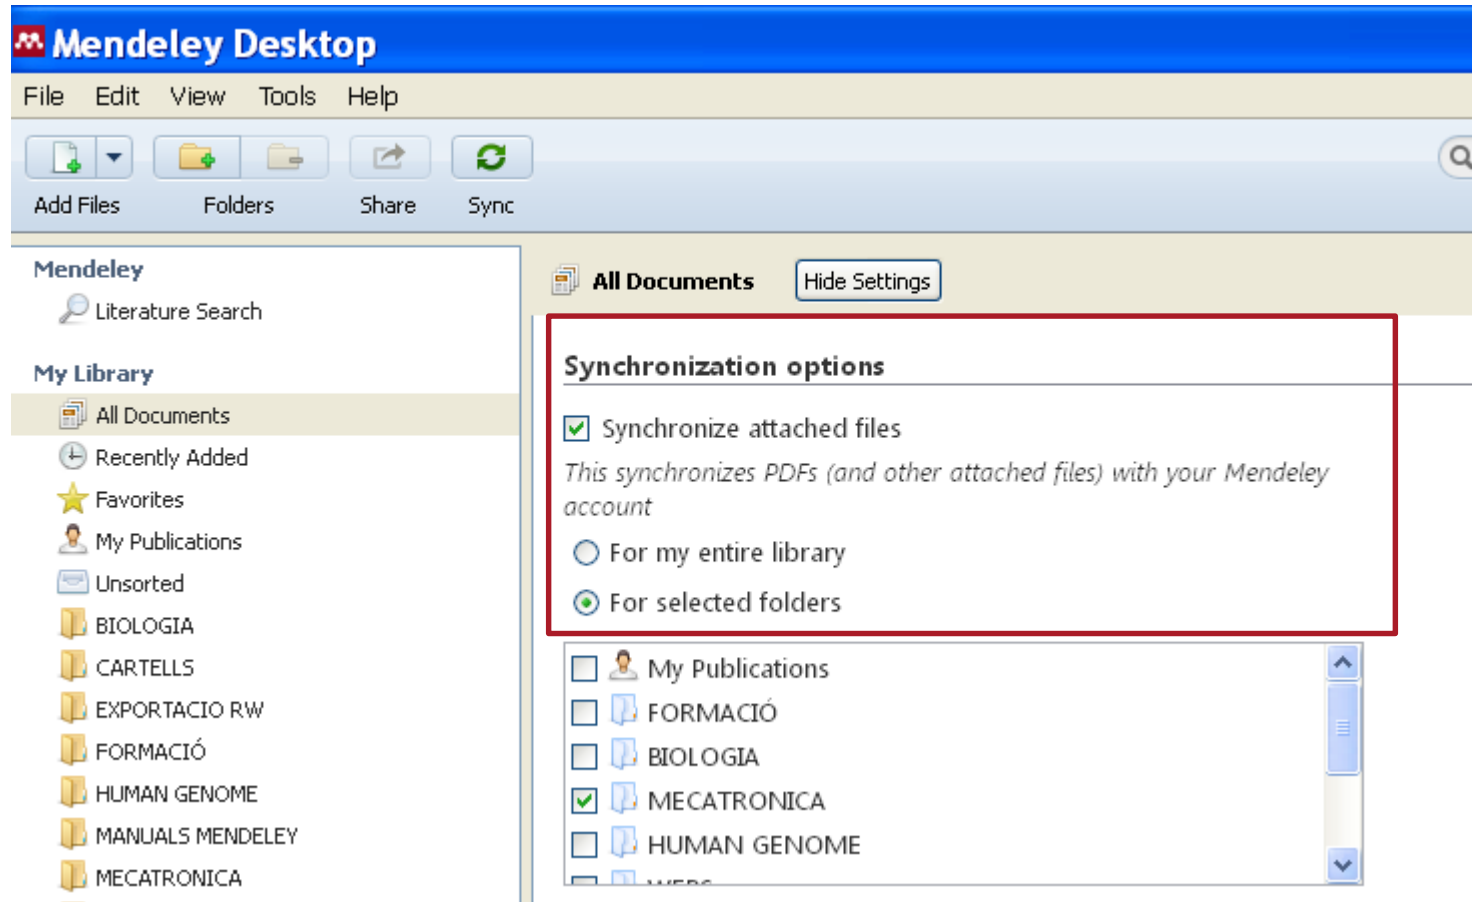 Mendeley Desktop
File Edit View Tools Help
Add Files Folders Share Sync
Mendeley
Literature Search
My Library
All Documents
Recently Added
Favorites
My Publications
Unsorted
BIOLOGIA
CARTELLS
EXPORTACIO RW
FORMACIÓ
HUMAN GENOME
MANUALS MENDELEY
MECATRONICA
All Documents Hide Settings
Synchronization options
Synchronize attached files
This synchronizes PDFs (and other attached files) with your Mendeley
account
For my entire library
For selected folders
My Publications
FORMACIÓ
BIOLOGIA
MECATRONICA
HUMAN GENOME